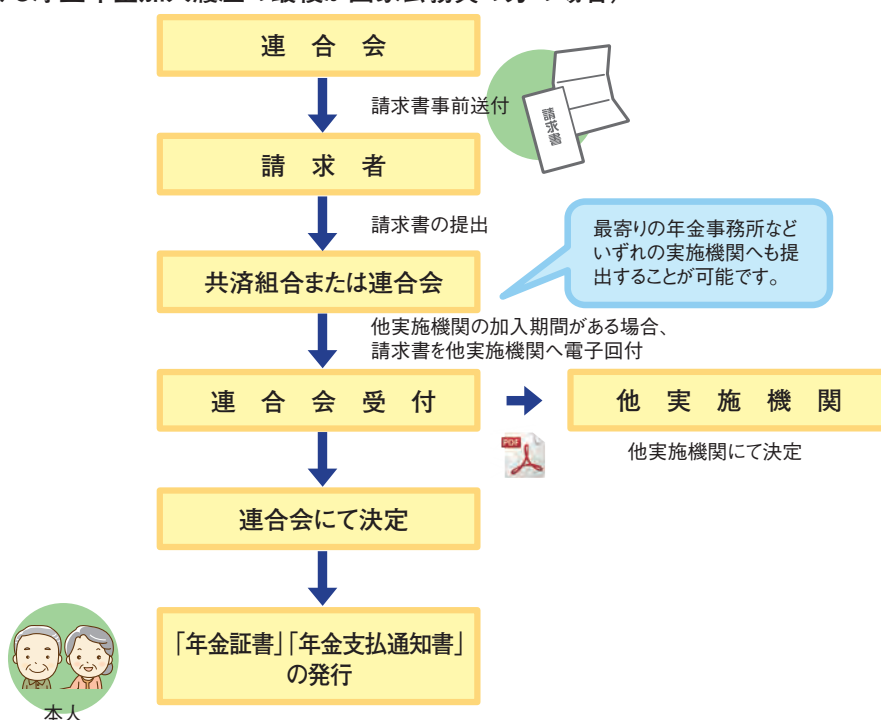 連合会
請求書事前送付
請求書
請求者
請求書の提出
最寄りの年金事務所など
いずれの実施機関へも提
出することが可能です。
共済組合または連合会
他実施機関の加入期間がある場合、
請求書を他実施機関へ電子回付
連合会受付
他実施機関
PDF
他実施機関にて決定
連合会にて決定
「年金証書」「年金支払通知書」
の発行
本人